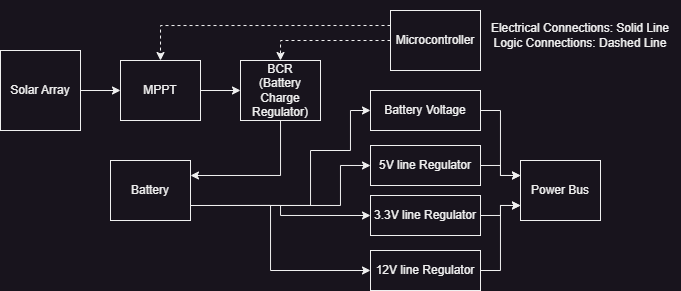 Microcontroller
Electrical Connections: Solid Line
Logic Connections: Dashed Line
Solar Array
MPPT
BCR
(Battery
Charge
Regulator)
Battery Voltage
5V line Regulator
Battery
Power Bus
3.3V line Regulator
12V line Regulator